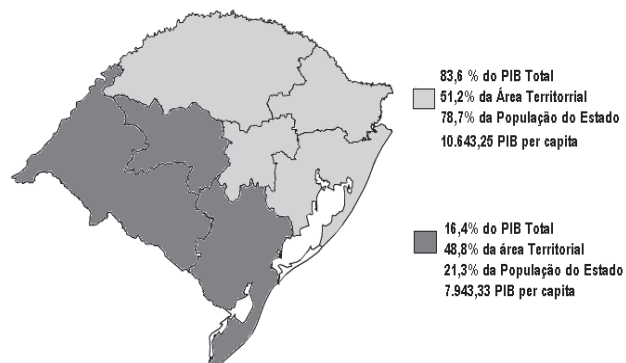 83,6 % do PIB Total
51,2% da Área Territorrial
78,7% da População do Estado
10.643,25 PIB per capita
16,4% do PIB Total
48,8% da área Territorial
21,3% da População do Estado
7.943,33 PIB per capita